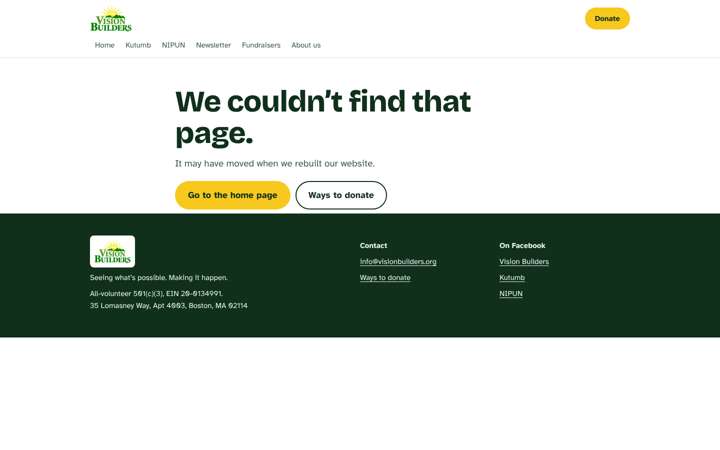 VISION
BUILDERS
Donate
Home Kutumb NIPUN Newsletter Fundraisers About us
We couldn't find that
page.
It may have moved when we rebuilt our website.
Go to the home page Ways to donate
VISION
BUILDERS
Seeing what's possible. Making it happen.
All-volunteer 501(c)(3), EIN 20-0134991.
35 Lomasney Way, Apt 4003, Boston, MA 02114
Contact
info@visionbuilders.org
Ways to donate
On Facebook
Vision Builders
Kutumb
NIPUN